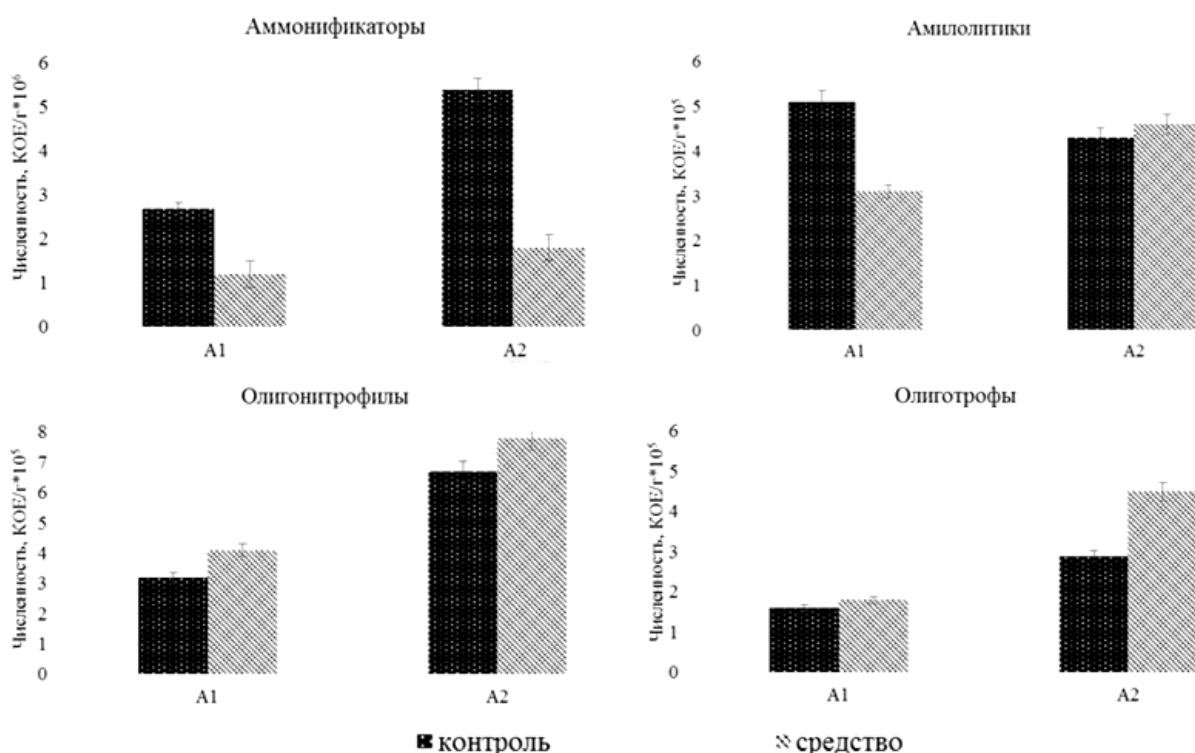 Аммонификаторы
Численность, КОЕ/г*10⁶
6
5
4
3
2
1
0
А1
А2
Амилолитики
Численность, КОЕ/г*10⁵
6
5
4
3
2
1
0
А1
А2
Олигонитрофилы
Численность, КОЕ/г*10⁵
8
7
6
5
4
3
2
1
0
А1
А2
Олиготрофы
Численность, КОЕ/г*10⁵
6
5
4
3
2
1
0
А1
А2
контроль
средство